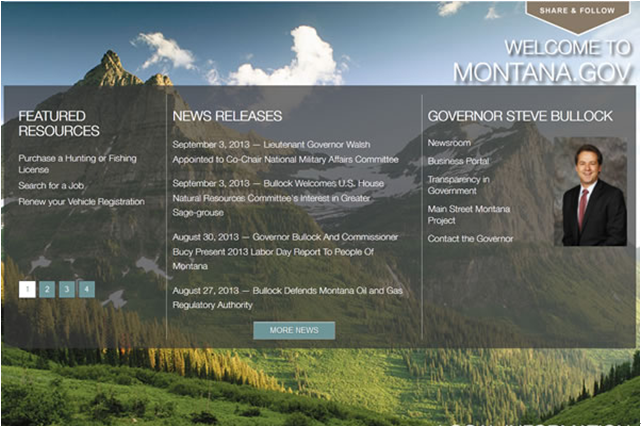 SHARE & FOLLOW
WELCOME TO
MONTANA.GOV
FEATURED
RESOURCES
Purchase a Hunting or Fishing
License
Search for a Job
Renew your Vehicle Registration
1 2 3 4
NEWS RELEASES
September 3, 2013 — Lieutenant Governor Walsh
Appointed to Co-Chair National Military Affairs Committee
September 3, 2013 — Bullock Welcomes U.S. House
Natural Resources Committee's Interest in Greater
Sage-grouse
August 30, 2013 — Governor Bullock And Commissioner
Bucy Present 2013 Labor Day Report To People Of
Montana
August 27, 2013 — Bullock Defends Montana Oil and Gas
Regulatory Authority
MORE NEWS
GOVERNOR STEVE BULLOCK
Newsroom
Business Portal
Transparency in
Government
Main Street Montana
Project
Contact the Governor